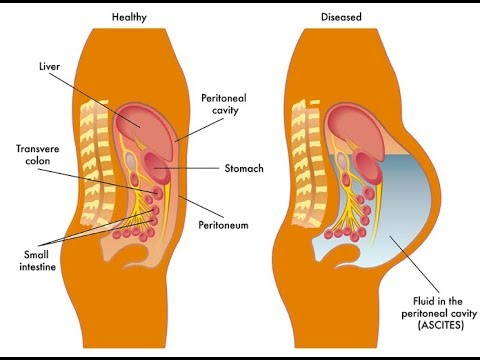 Healthy
Liver
Peritoneal
cavity
Transvere
colon
Stomach
Peritoneum
Small
intestine
Diseased
Fluid in the
peritoneal cavity
(ASCITES)